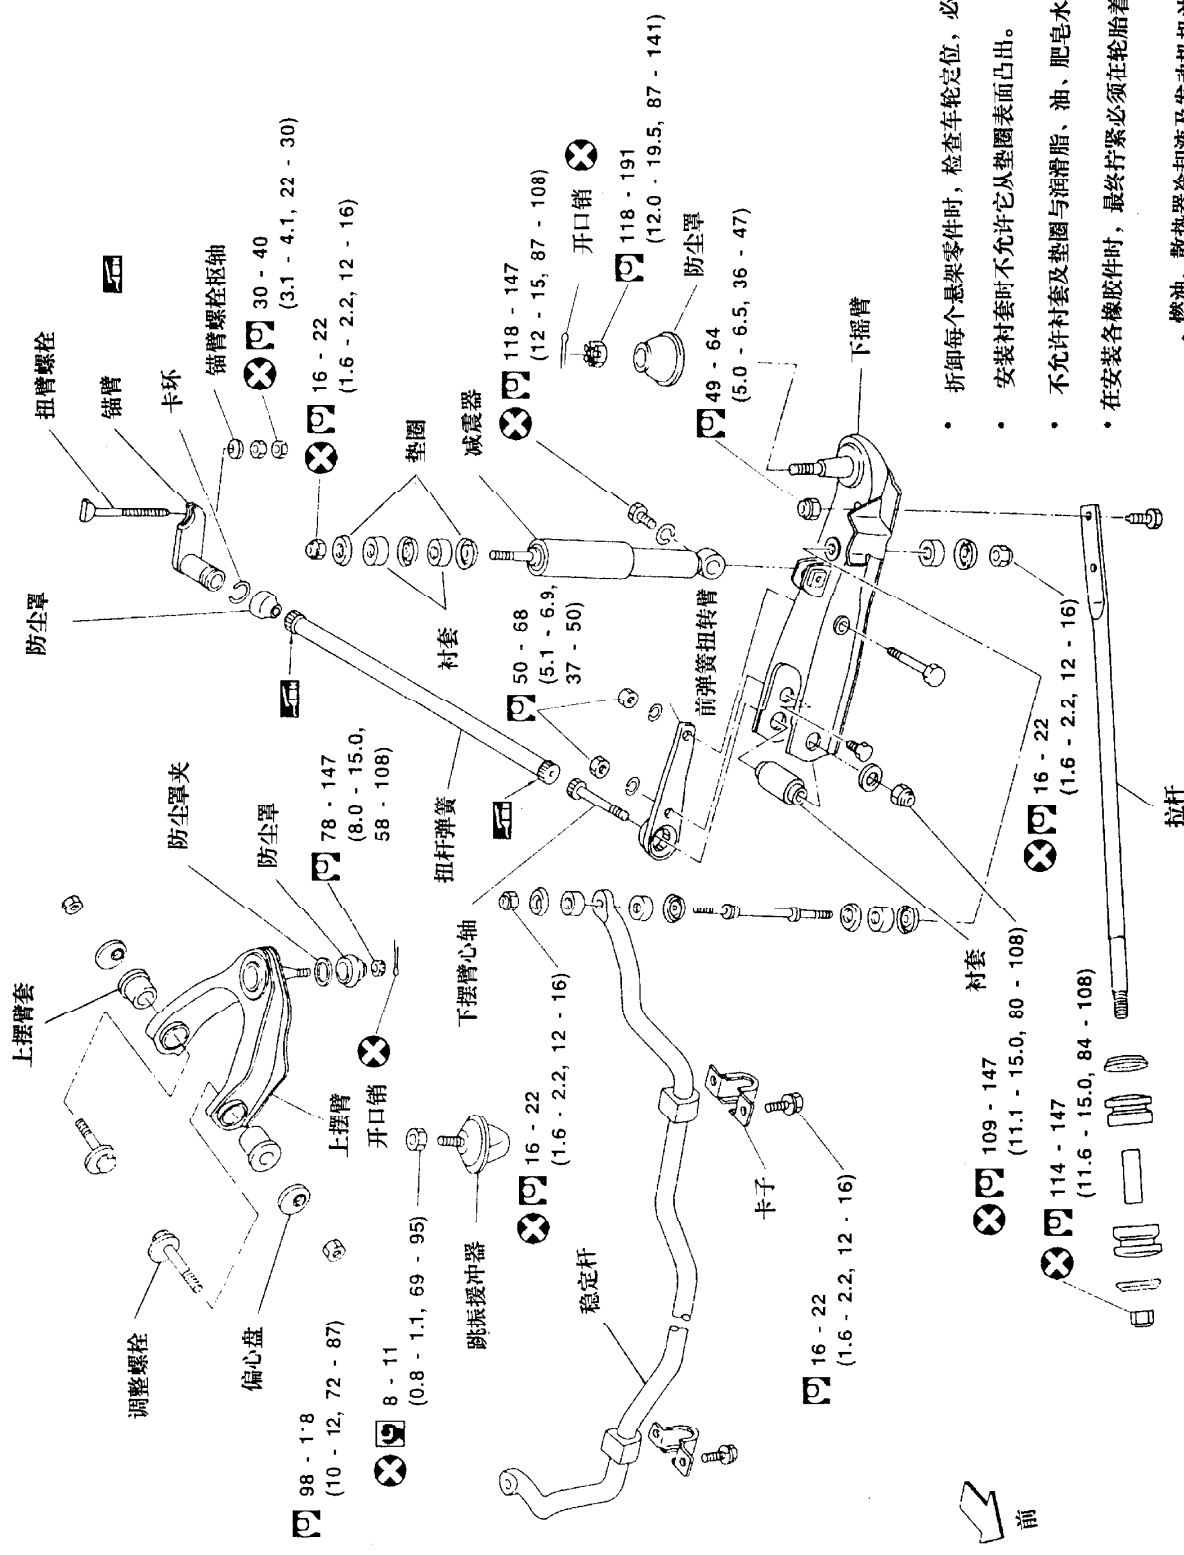 上摆臂套
调整螺栓
偏心盘
98 - 1·8
(10 - 12, 72 - 87)
8 - 11
(0.8 - 1.1, 69 - 95)
跳振援冲器
上摆臂
开口销
防尘罩夹
防尘罩
78 - 147
(8.0 - 15.0,
58 - 108)
防尘罩
扭臂螺栓
锚臂
卡环
锚臂螺栓枢轴
30 - 40
(3.1 - 4.1, 22 - 30)
16 - 22
(1.6 - 2.2, 12 - 16)
垫圈
减震器
衬套
扭杆弹簧
下摆臂心轴
50 - 68
(5.1 - 6.9,
37 - 50)
118 - 147
(12 - 15, 87 - 108)
开口销
118 - 191
(12.0 - 19.5, 87 - 141)
防尘罩
49 - 64
(5.0 - 6.5, 36 - 47)
前弹簧扭转臂
下摇臂
16 - 22
(1.6 - 2.2, 12 - 16)
稳定杆
卡子
16 - 22
(1.6 - 2.2, 12 - 16)
衬套
109 - 147
(11.1 - 15.0, 80 - 108)
114 - 147
(11.6 - 15.0, 84 - 108)
16 - 22
(1.6 - 2.2, 12 - 16)
拉杆
前
• 折卸每个悬架零件时，检查车轮定位，必
• 安装衬套时不允许它从垫圈表面凸出。
• 不允许衬套及垫圈与润滑脂、油、肥皂水
• 在安装各橡胶件时，最终拧紧必须在轮胎着